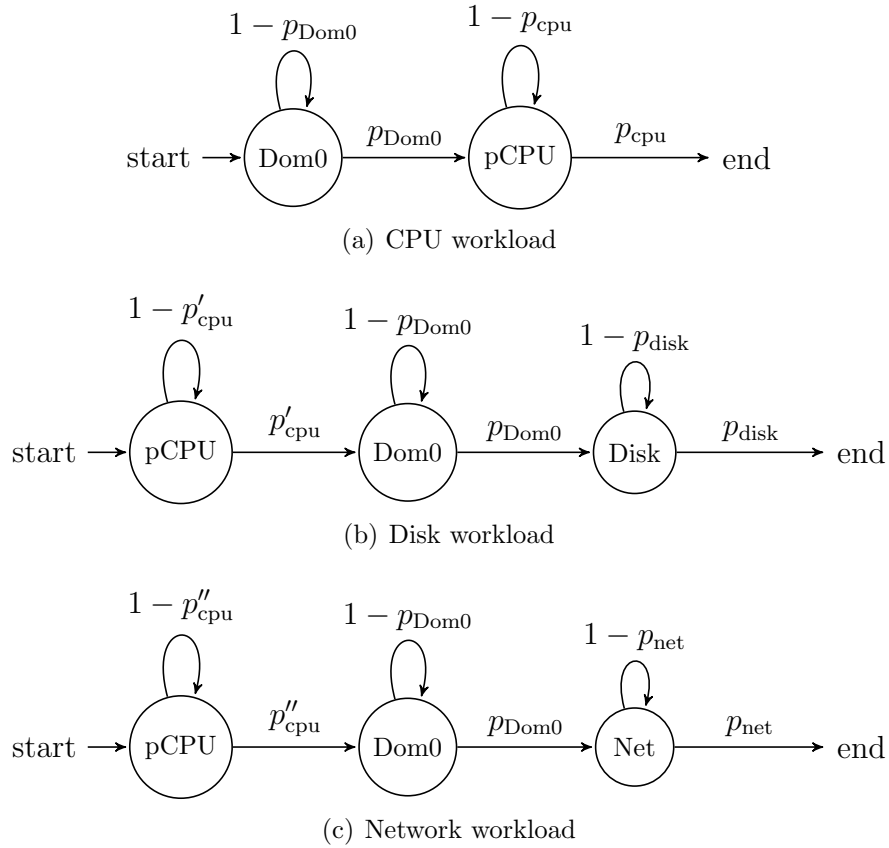 1 − p_Dom0 1 − p_cpu
start Dom0 p_Dom0 pCPU p_cpu end
(a) CPU workload
1 − p′_cpu 1 − p_Dom0 1 − p_disk
start pCPU p′_cpu Dom0 p_Dom0 Disk p_disk end
(b) Disk workload
1 − p″_cpu 1 − p_Dom0 1 − p_net
start pCPU p″_cpu Dom0 p_Dom0 Net p_net end
(c) Network workload